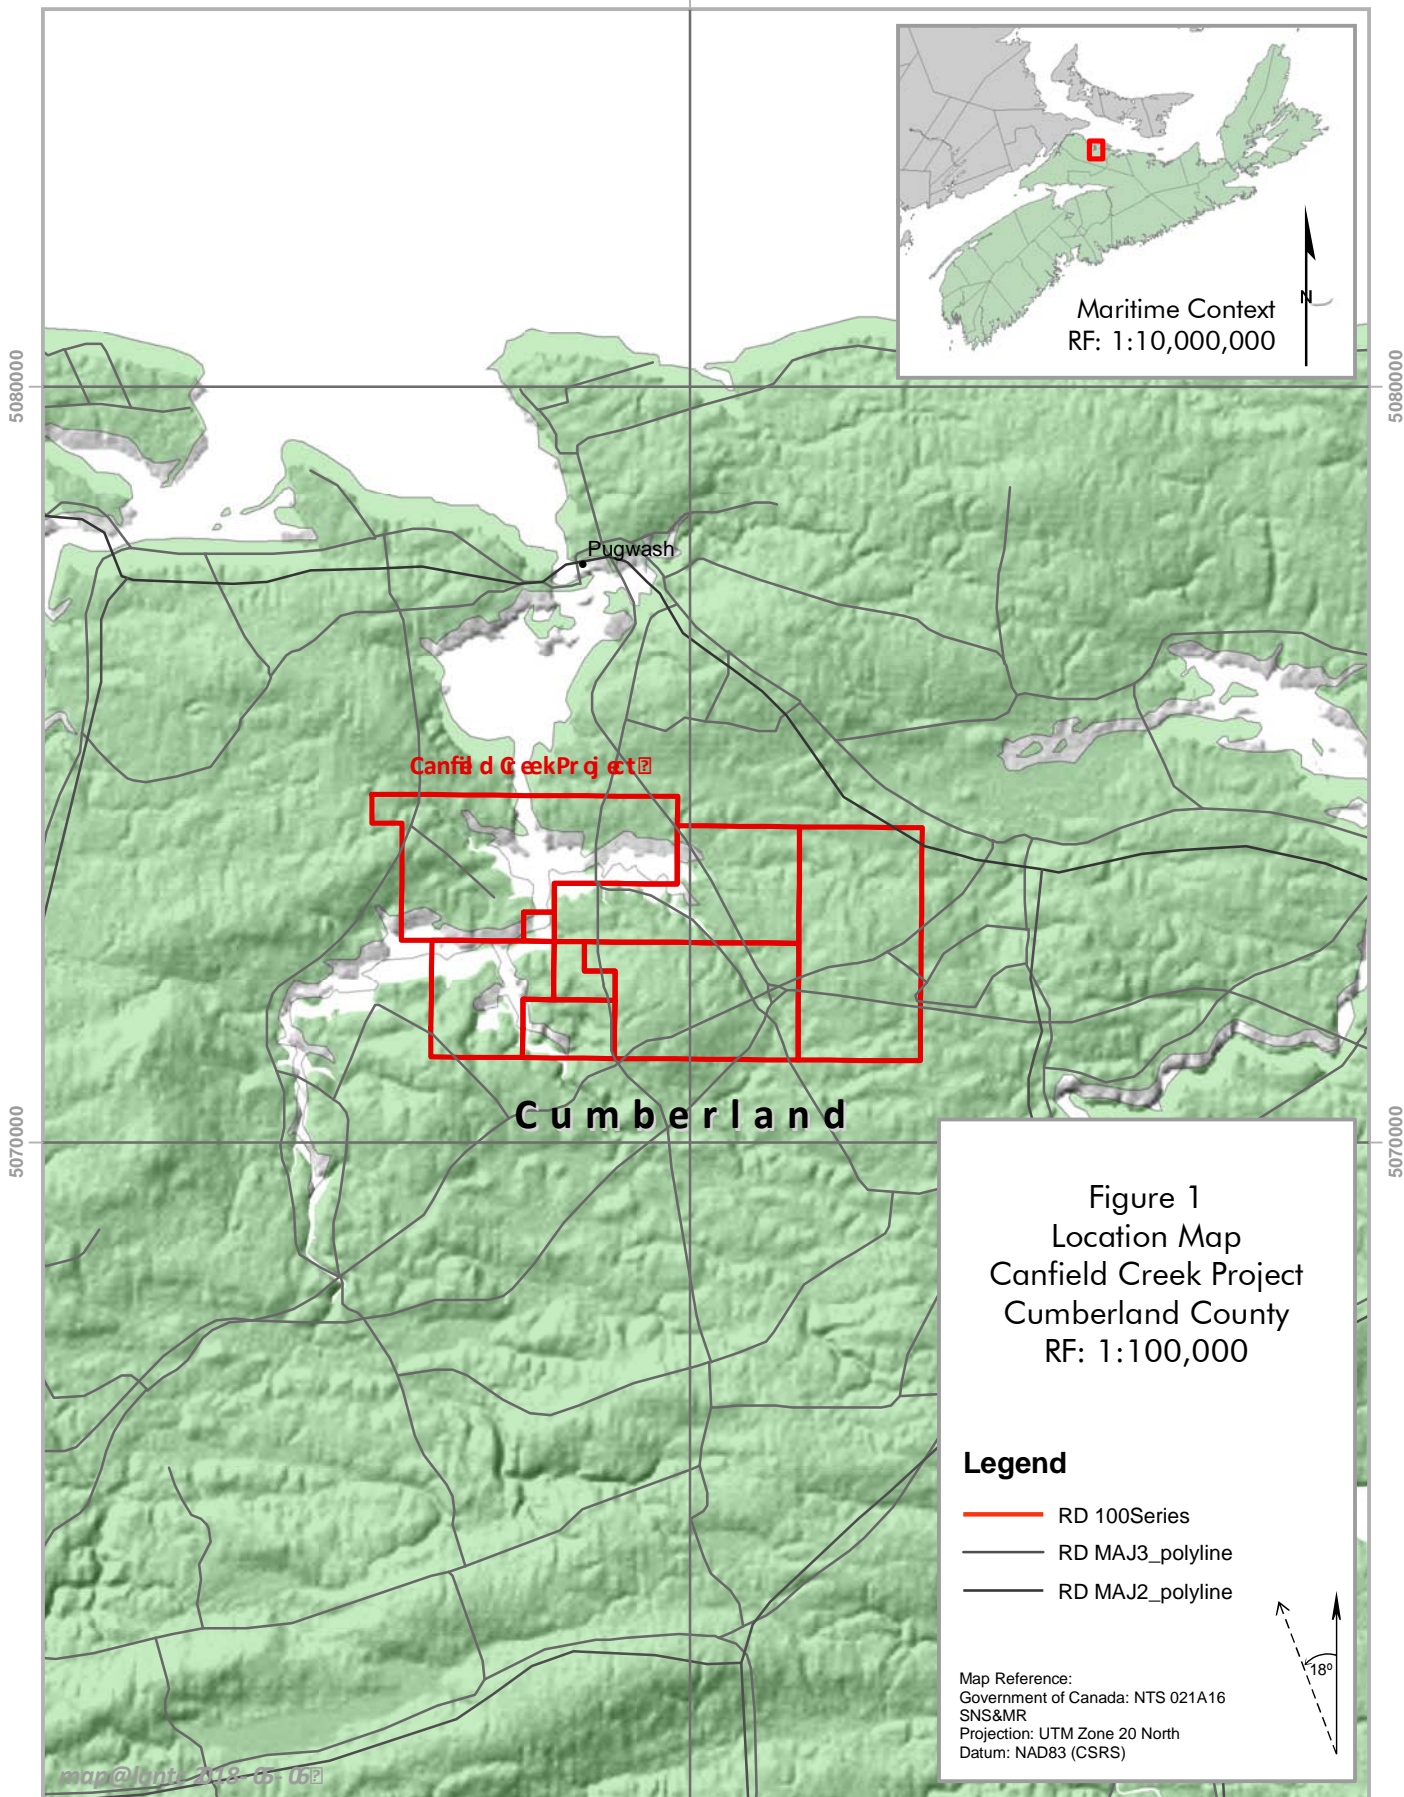 Maritime Context
RF: 1:10,000,000
N
5080000
5080000
Pugwash
Cumberland
5070000
5070000
Figure 1
Location Map
Canfield Creek Project
Cumberland County
RF: 1:100,000
Legend
RD 100Series
RD MAJ3_polyline
RD MAJ2_polyline
18º
Map Reference:
Government of Canada: NTS 021A16
SNS&MR
Projection: UTM Zone 20 North
Datum: NAD83 (CSRS)